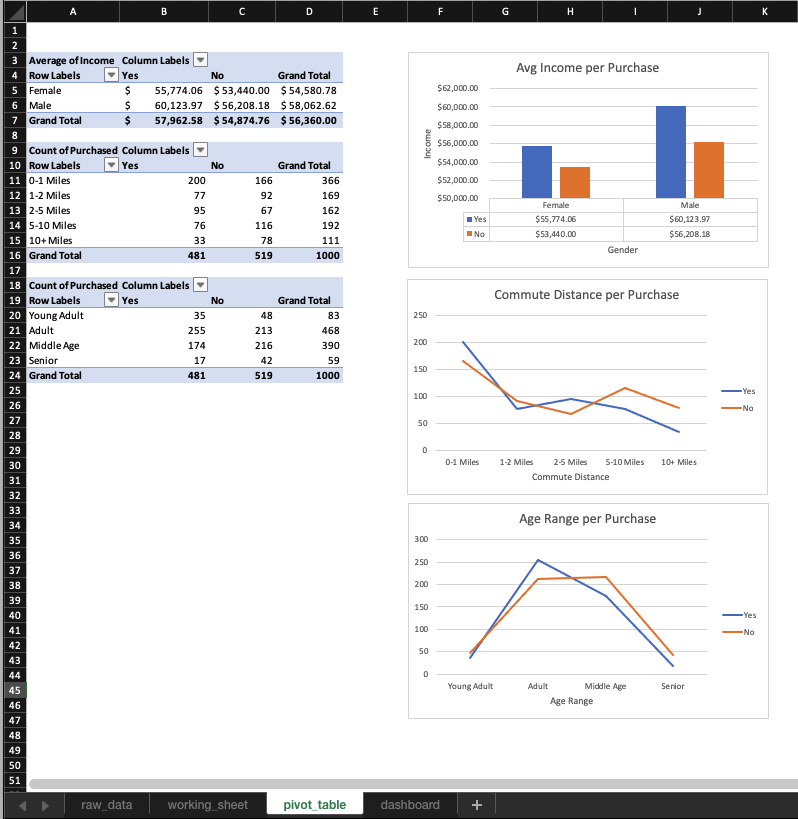 A B C D E F G H I J K
1
2
3 Average of Income Column Labels
4 Row Labels Yes No Grand Total
5 Female $ 55,774.06 $ 53,440.00 $ 54,580.78
6 Male $ 60,123.97 $ 56,208.18 $ 58,062.62
7 Grand Total $ 57,962.58 $ 54,874.76 $ 56,360.00
8
9 Count of Purchased Column Labels
10 Row Labels Yes No Grand Total
11 0-1 Miles 200 166 366
12 1-2 Miles 77 92 169
13 2-5 Miles 95 67 162
14 5-10 Miles 76 116 192
15 10+ Miles 33 78 111
16 Grand Total 481 519 1000
17
18 Count of Purchased Column Labels
19 Row Labels Yes No Grand Total
20 Young Adult 35 48 83
21 Adult 255 213 468
22 Middle Age 174 216 390
23 Senior 17 42 59
24 Grand Total 481 519 1000
25
26
27
28
29
30
31
32
33
34
35
36
37
38
39
40
41
42
43
44
45
46
47
48
49
50
51
Avg Income per Purchase
$62,000.00
$60,000.00
$58,000.00
$56,000.00
$54,000.00
$52,000.00
$50,000.00
Income
Female Male
Yes $55,774.06 $60,123.97
No $53,440.00 $56,208.18
Gender
Commute Distance per Purchase
250
200
150
100
50
0
0-1 Miles 1-2 Miles 2-5 Miles 5-10 Miles 10+ Miles
Commute Distance
Yes
No
Age Range per Purchase
300
250
200
150
100
50
0
Young Adult Adult Middle Age Senior
Age Range
Yes
No
raw_data working_sheet pivot_table dashboard +